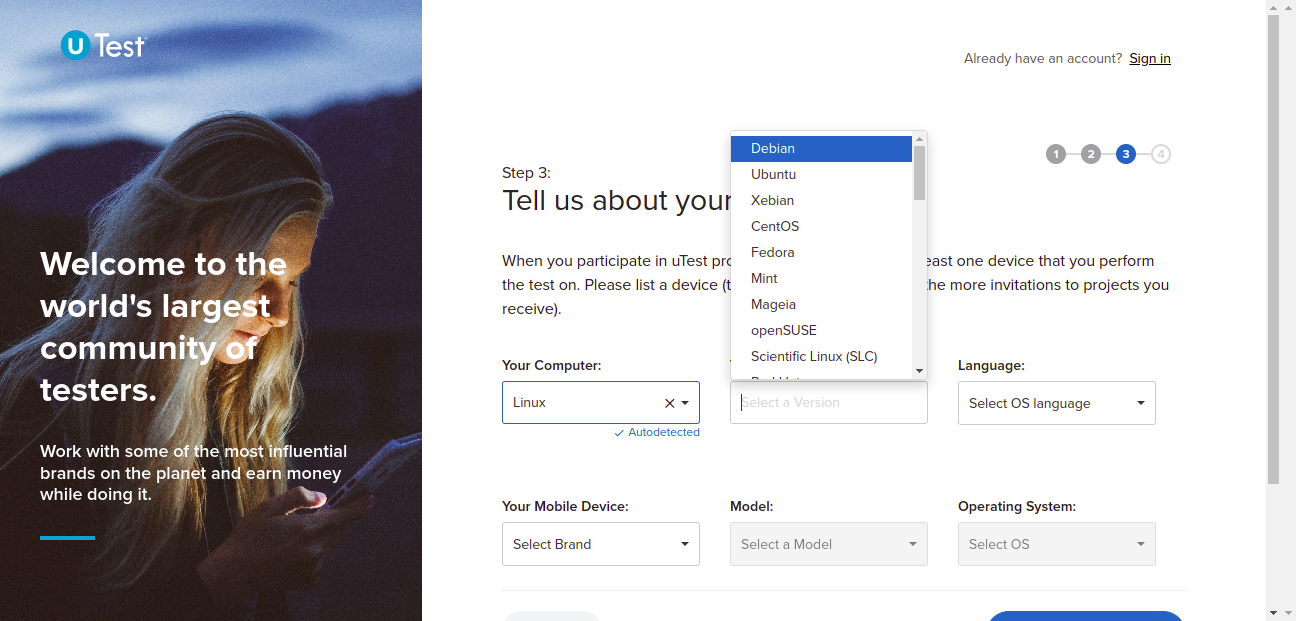 uTest
Already have an account? Sign in
1 2 3 4
Step 3:
Tell us about your
When you participate in uTest pro east one device that you perform
the test on. Please list a device (t the more invitations to projects you
receive).
Debian
Ubuntu
Xebian
CentOS
Fedora
Mint
Mageia
openSUSE
Scientific Linux (SLC)
Welcome to the
world's largest
community of
testers.
Work with some of the most influential
brands on the planet and earn money
while doing it.
Your Computer:
Language:
Linux
Select a Version
Select OS language
Autodetected
Your Mobile Device:
Model:
Operating System:
Select Brand
Select a Model
Select OS